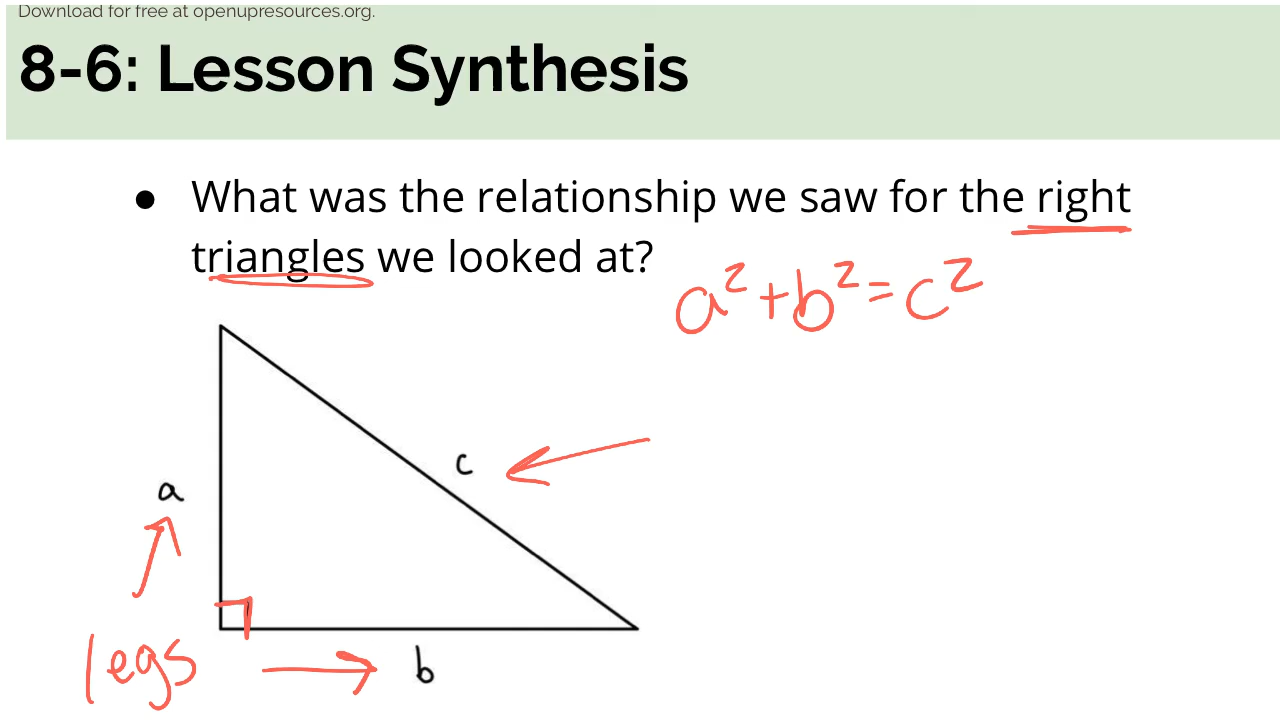 Download for free at openupresources.org.
8-6: Lesson Synthesis
● What was the relationship we saw for the right
triangles we looked at?
a²+b²=c²
c
a
legs
b